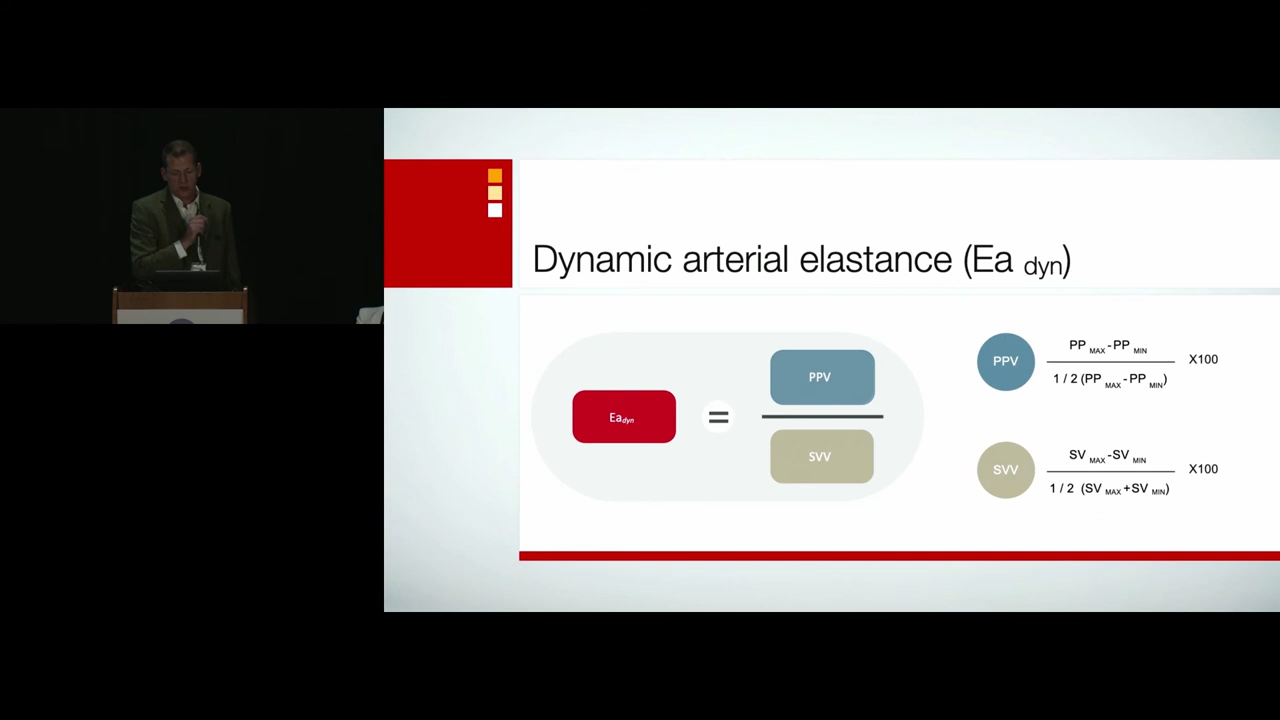 Dynamic arterial elastance (Ea dyn)
Ea dyn
=
PPV
SVV
PPV
PP MAX - PP MIN
1 / 2 (PP MAX - PP MIN)
X100
SVV
SV MAX - SV MIN
1 / 2 (SV MAX + SV MIN)
X100